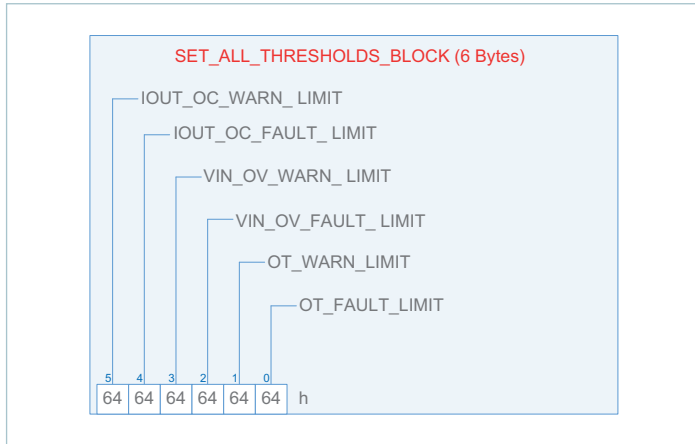 SET_ALL_THRESHOLDS_BLOCK (6 Bytes)
IOUT_OC_WARN_ LIMIT
IOUT_OC_FAULT_ LIMIT
VIN_OV_WARN_ LIMIT
VIN_OV_FAULT_ LIMIT
OT_WARN_LIMIT
OT_FAULT_LIMIT
5 4 3 2 1 0
64 64 64 64 64 64 h